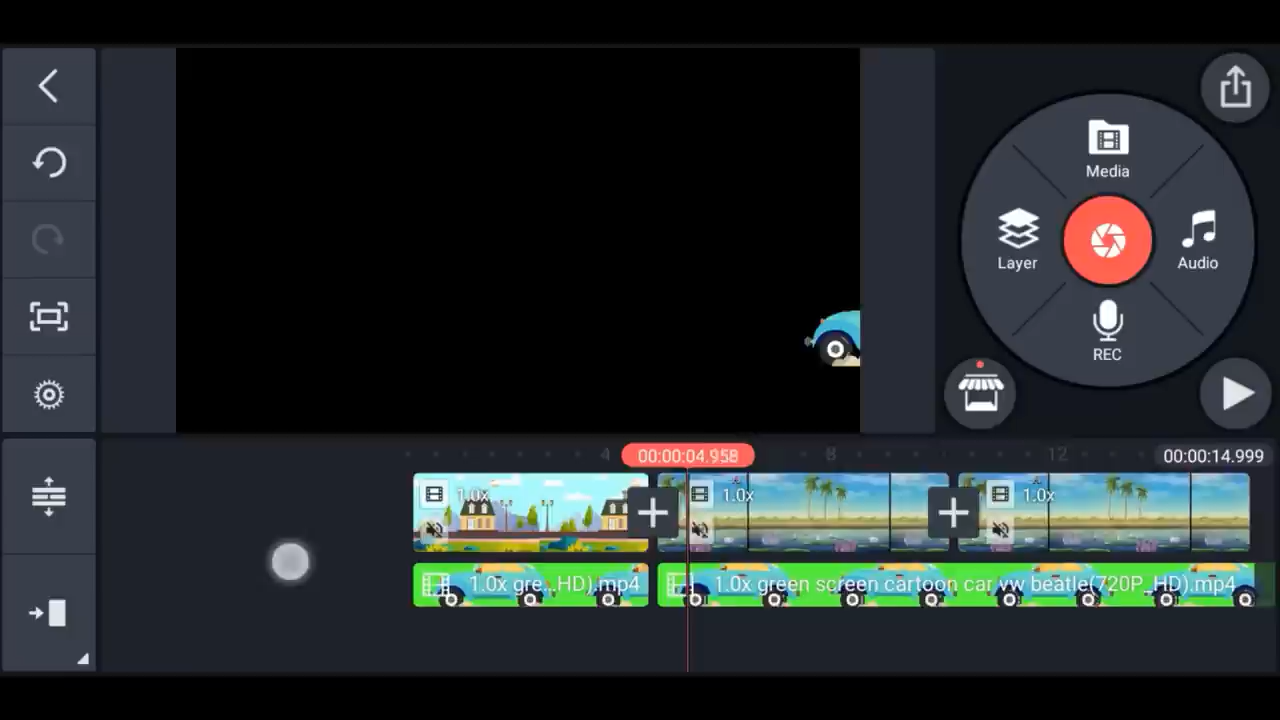 Media
Layer
Audio
REC
4
00:00:04.958
8
12
00:00:14.999
1.0x
1.0x
1.0x
1.0x gre...HD).mp4
1.0x green screen cartoon car vw beatle(720P_HD).mp4